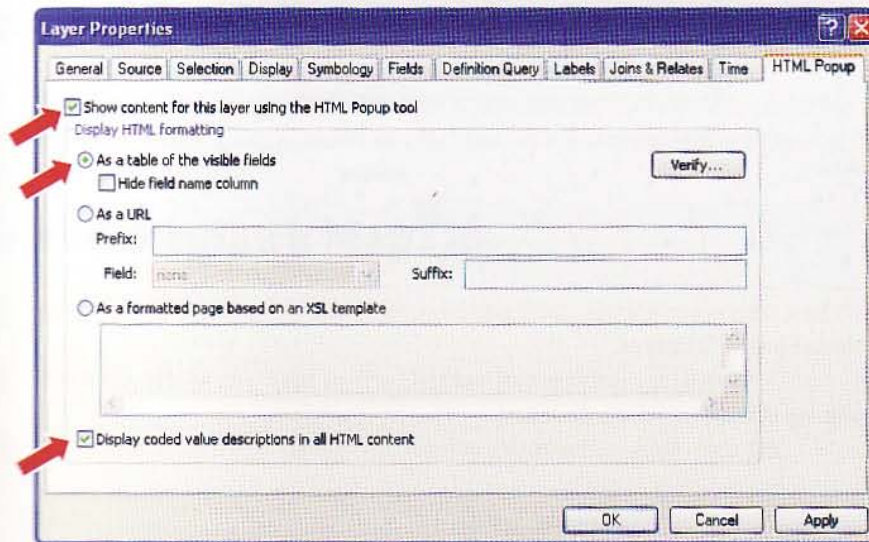 Layer Properties
General Source Selection Display Symbology Fields Definition Query Labels Joins & Relates Time HTML Popup
Show content for this layer using the HTML Popup tool
Display HTML formatting
As a table of the visible fields
Verify...
Hide field name column
As a URL
Prefix:
Field: none Suffix:
As a formatted page based on an XSL template
Display coded value descriptions in all HTML content
OK Cancel Apply